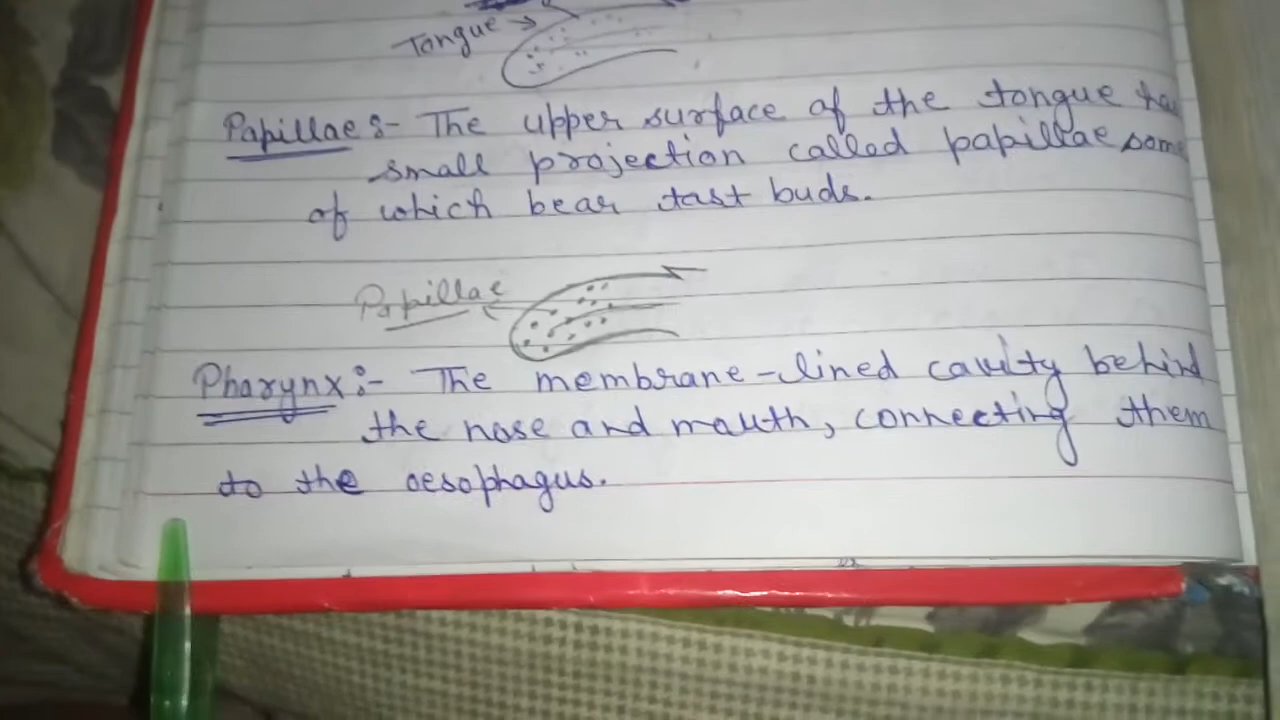 Tongue →
Papillae :- The upper surface of the tongue ha
small projection called papillae some
of which bear tast buds.
Papillae
Pharynx :- The membrane-lined cavity behind
the nose and mouth, connecting them
to the oesophagus.